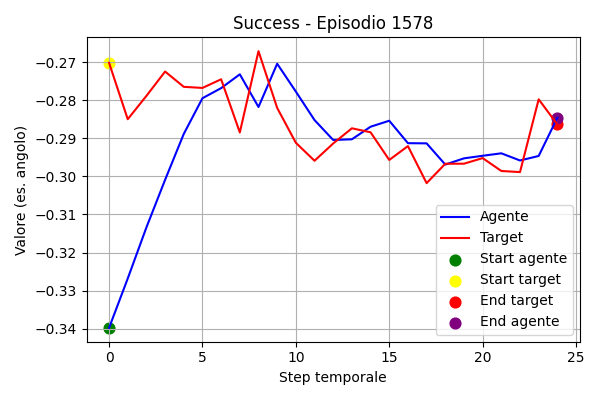 Success - Episodio 1578
Valore (es. angolo)
−0.27
−0.28
−0.29
−0.30
−0.31
−0.32
−0.33
−0.34
Agente
Target
Start agente
Start target
End target
End agente
0
5
10
15
20
25
Step temporale